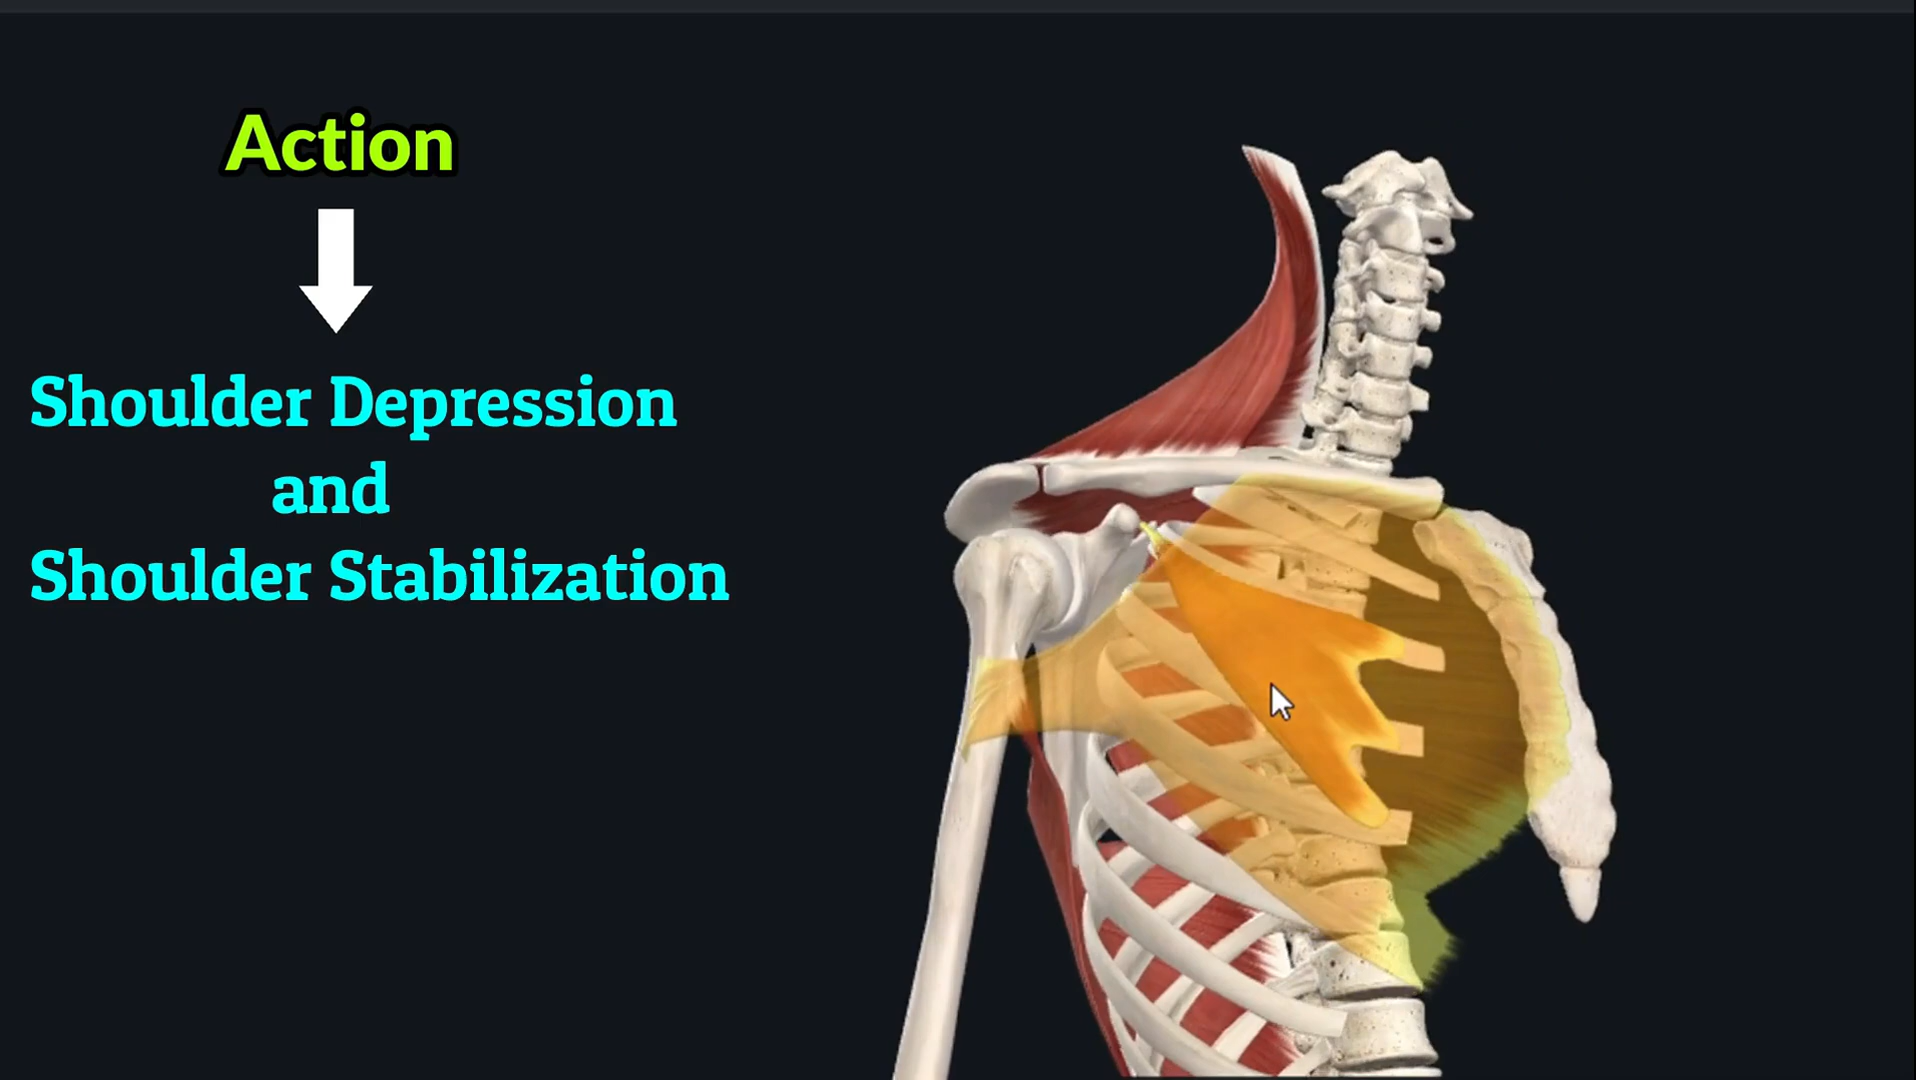 Action
Shoulder Depression
and
Shoulder Stabilization